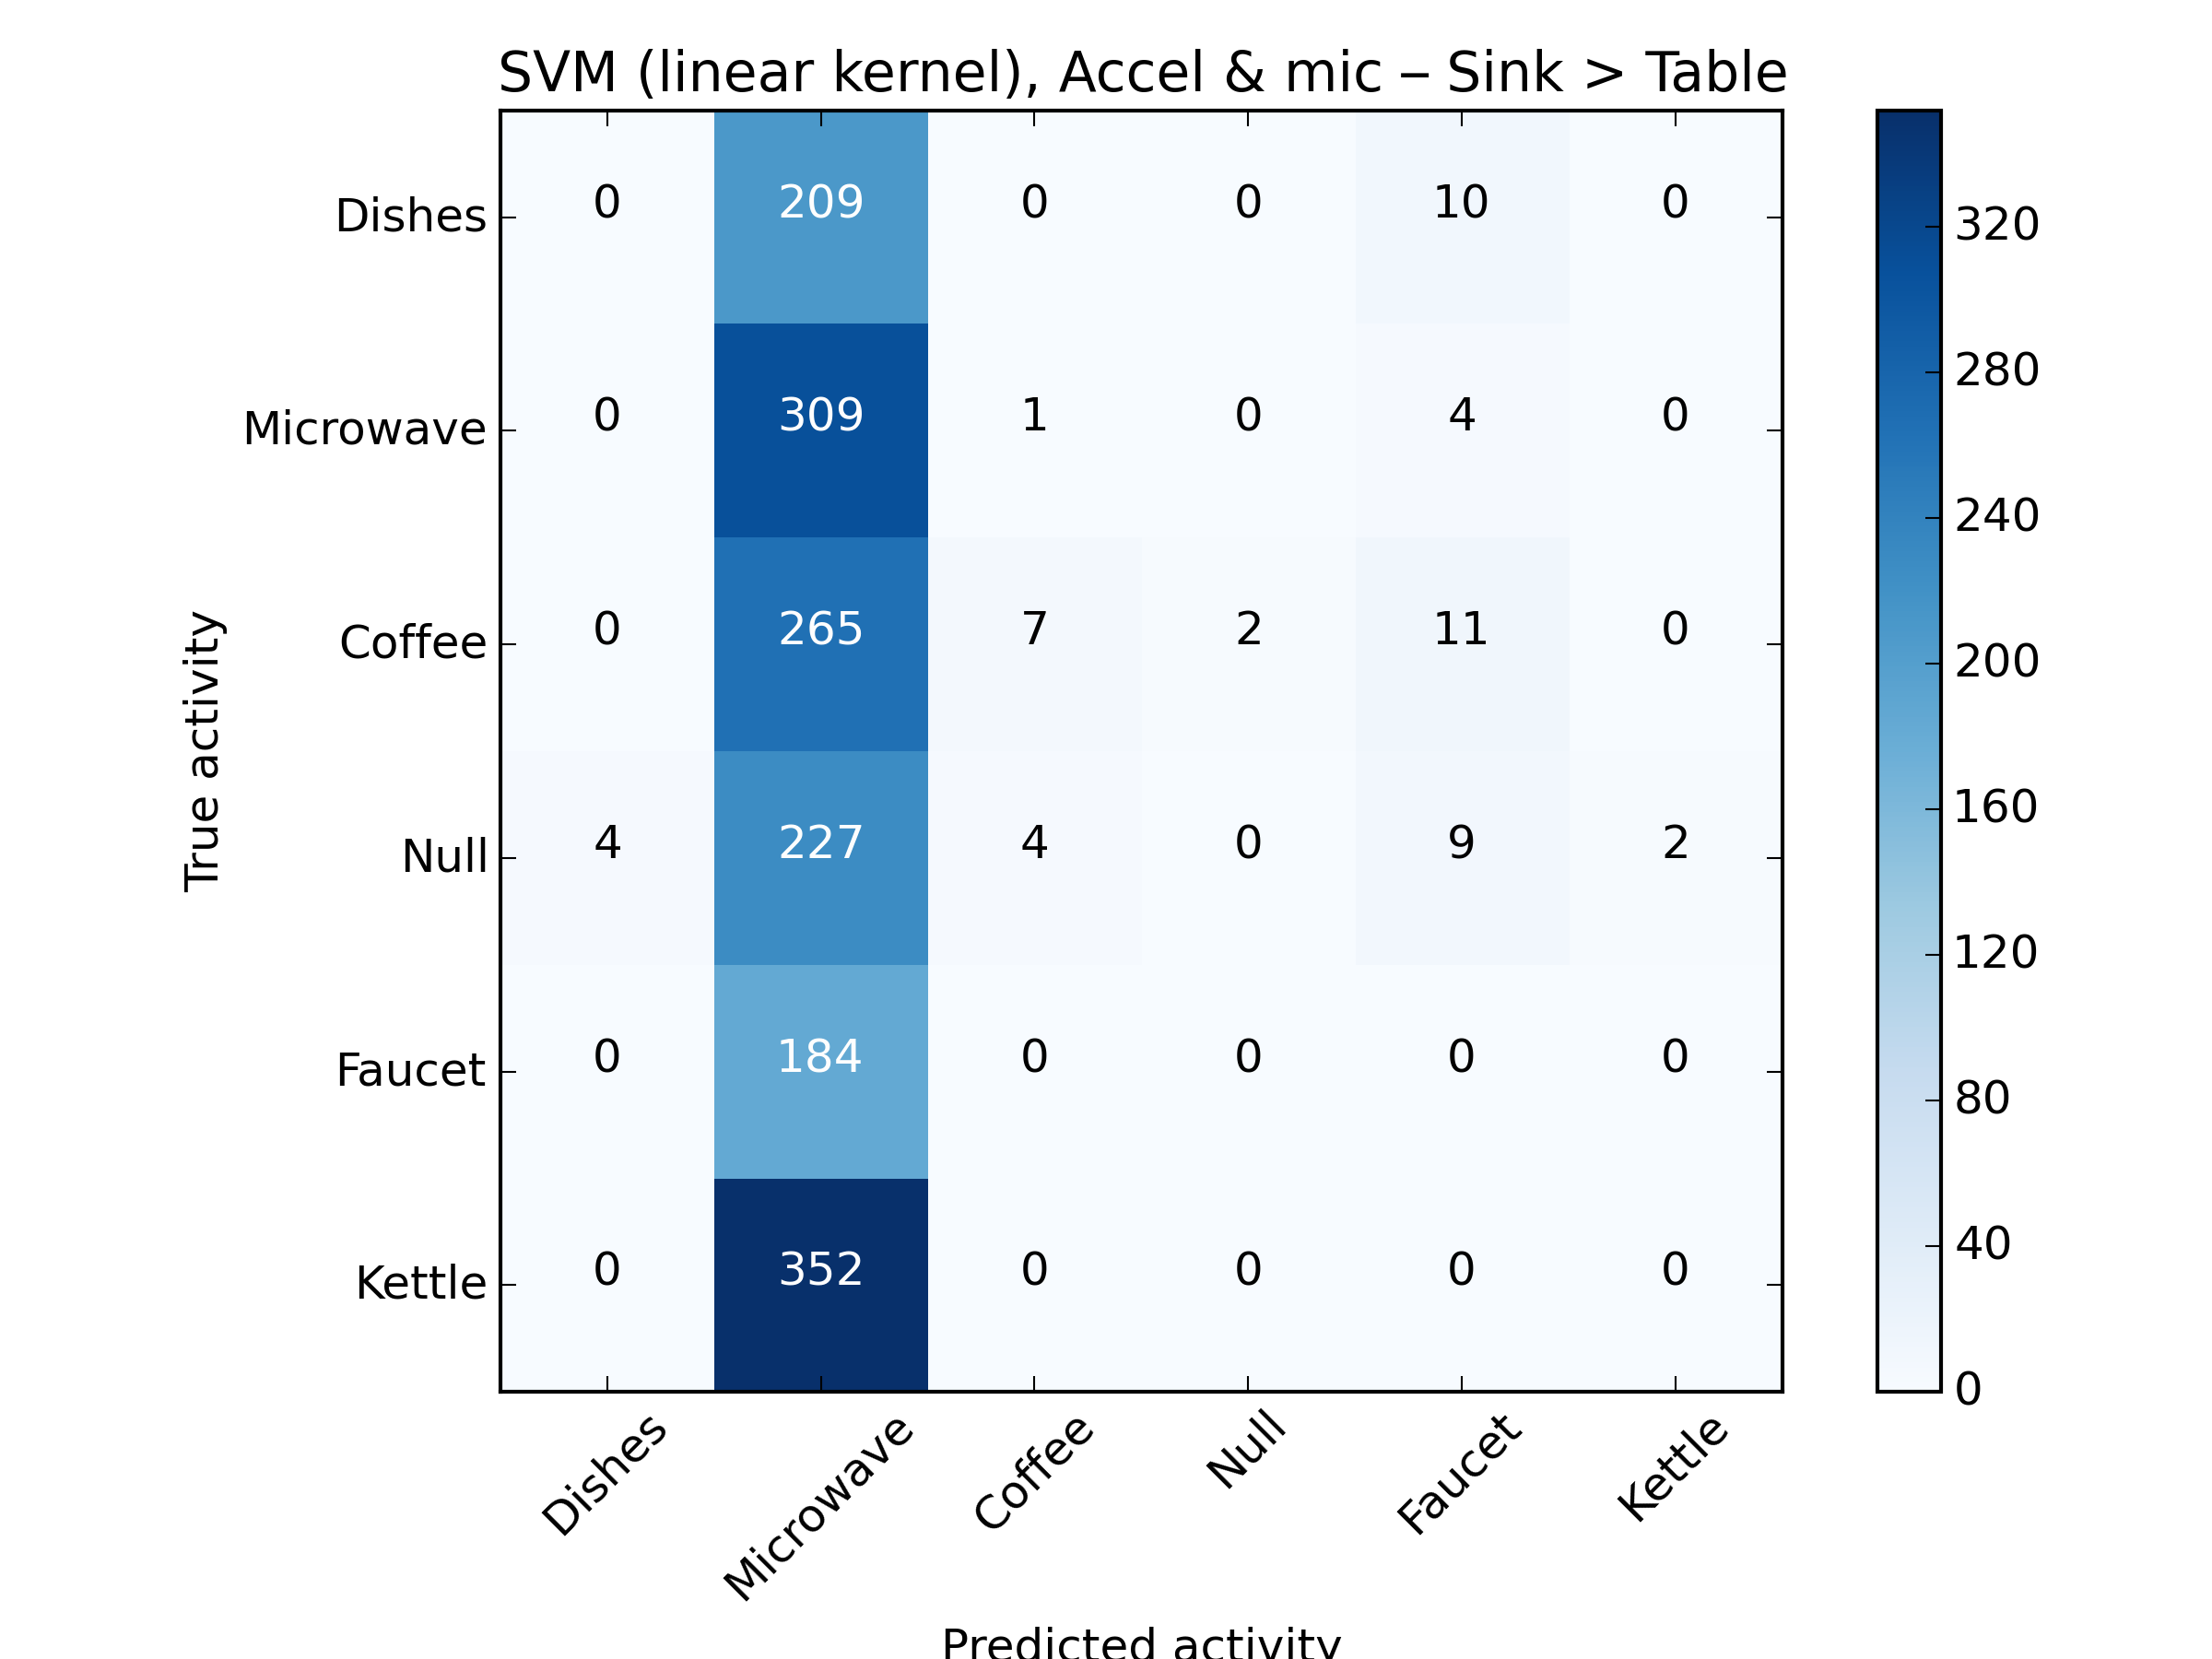 SVM (linear kernel), Accel & mic – Sink > Table
Dishes 0 209 0 0 10 0
Microwave 0 309 1 0 4 0
Coffee 0 265 7 2 11 0
Null 4 227 4 0 9 2
Faucet 0 184 0 0 0 0
Kettle 0 352 0 0 0 0
True activity
Dishes Microwave Coffee Null Faucet Kettle
Predicted activity
320
280
240
200
160
120
80
40
0